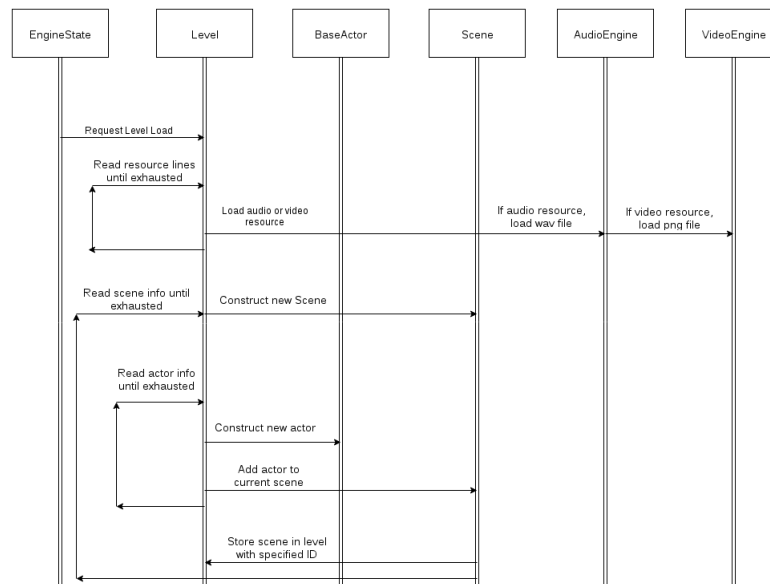 EngineState
Level
BaseActor
Scene
AudioEngine
VideoEngine
Request Level Load
Read resource lines
until exhausted
Load audio or video
resource
If audio resource,
load wav file
If video resource,
load png file
Read scene info until
exhausted
Construct new Scene
Read actor info
until exhausted
Construct new actor
Add actor to
current scene
Store scene in level
with specified ID